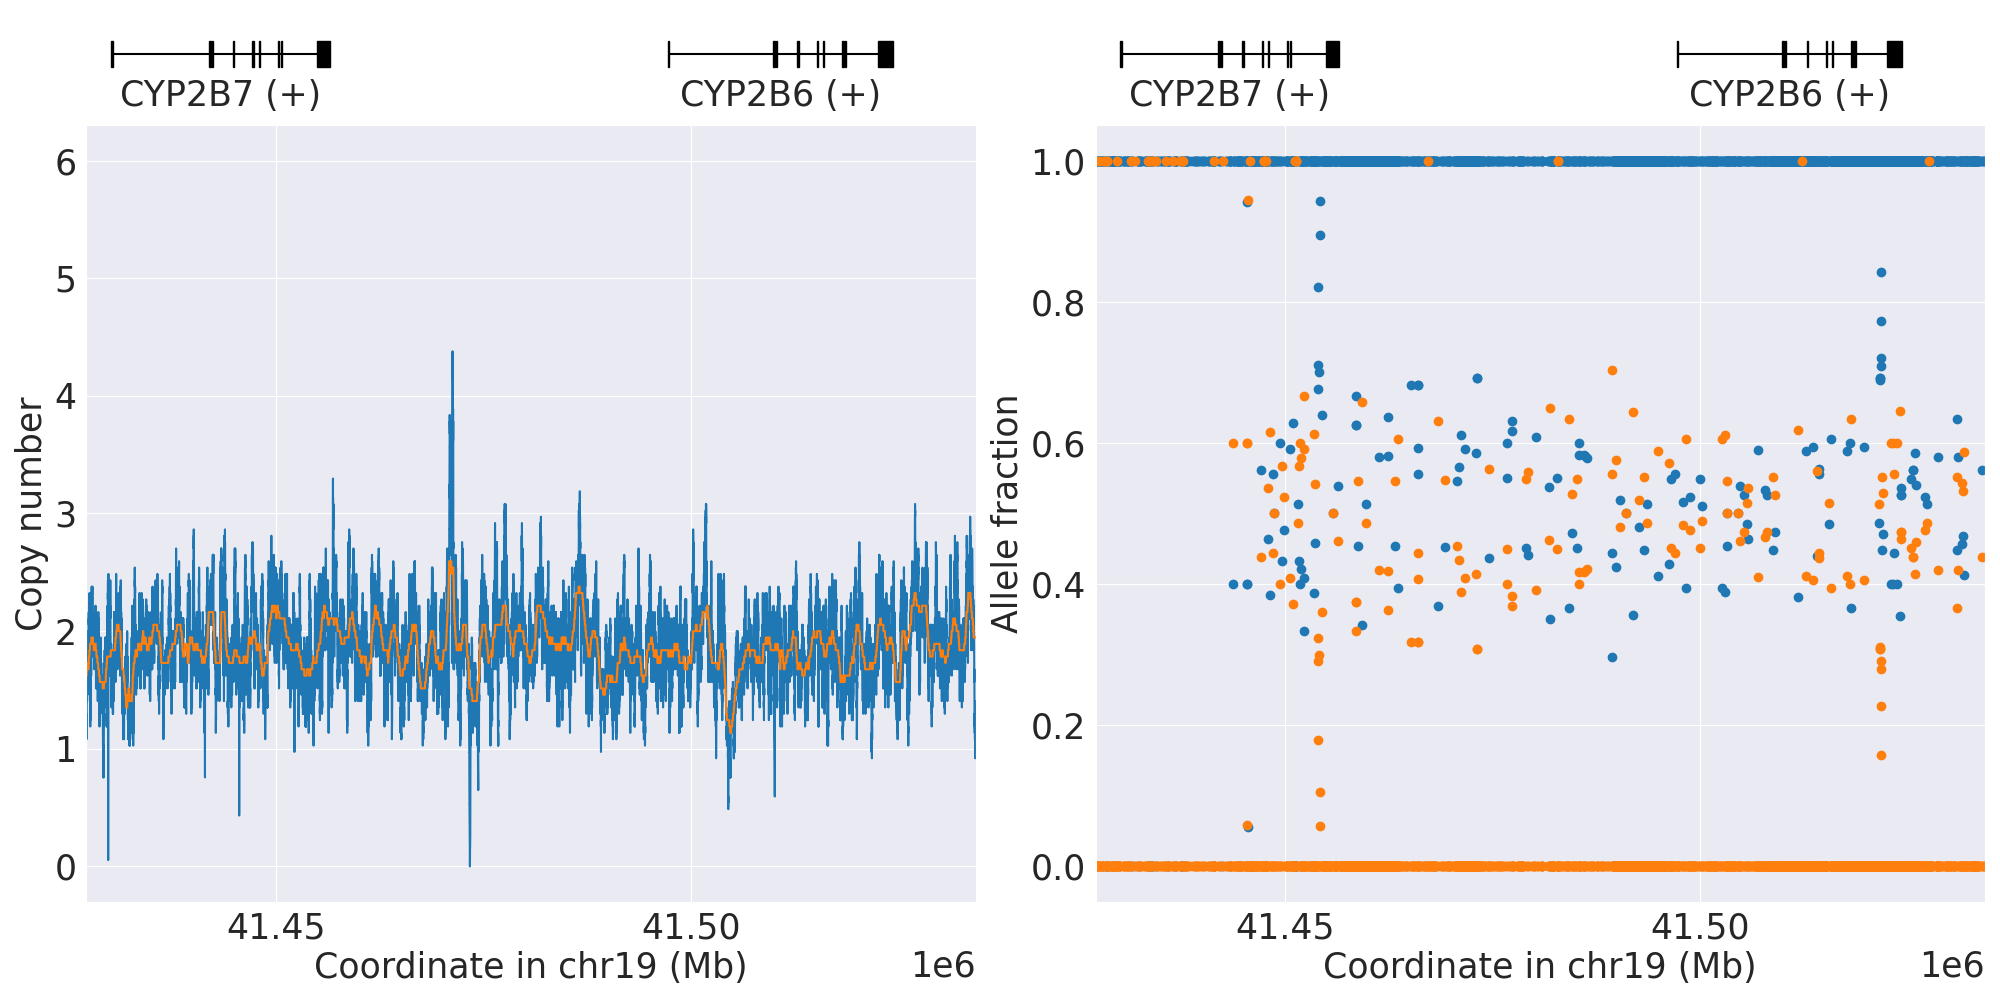 CYP2B7 (+)
CYP2B6 (+)
6
5
4
3
2
1
0
Copy number
41.45
41.50
Coordinate in chr19 (Mb)
1e6
CYP2B7 (+)
CYP2B6 (+)
1.0
0.8
0.6
0.4
0.2
0.0
Allele fraction
41.45
41.50
Coordinate in chr19 (Mb)
1e6